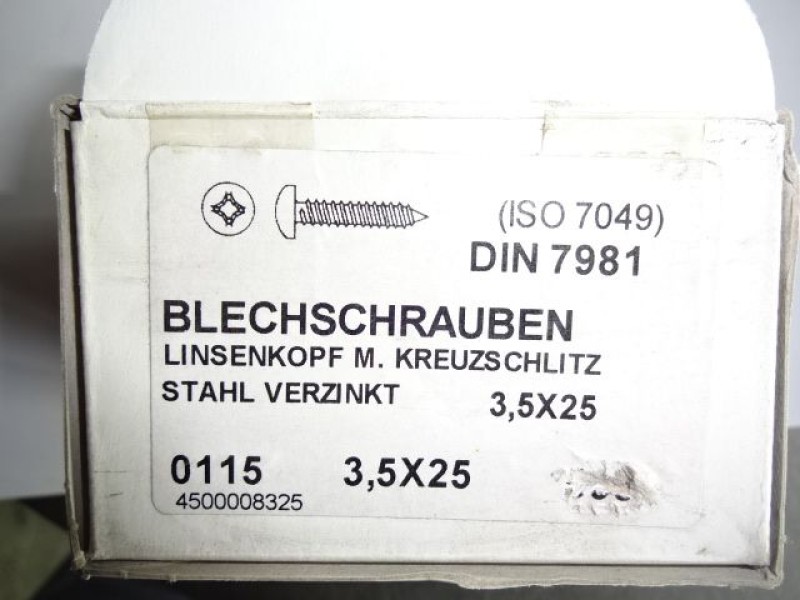 (ISO 7049)
DIN 7981
BLECHSCHRAUBEN
LINSENKOPF M. KREUZSCHLITZ
STAHL VERZINKT 3,5X25
0115 3,5X25
4500008325